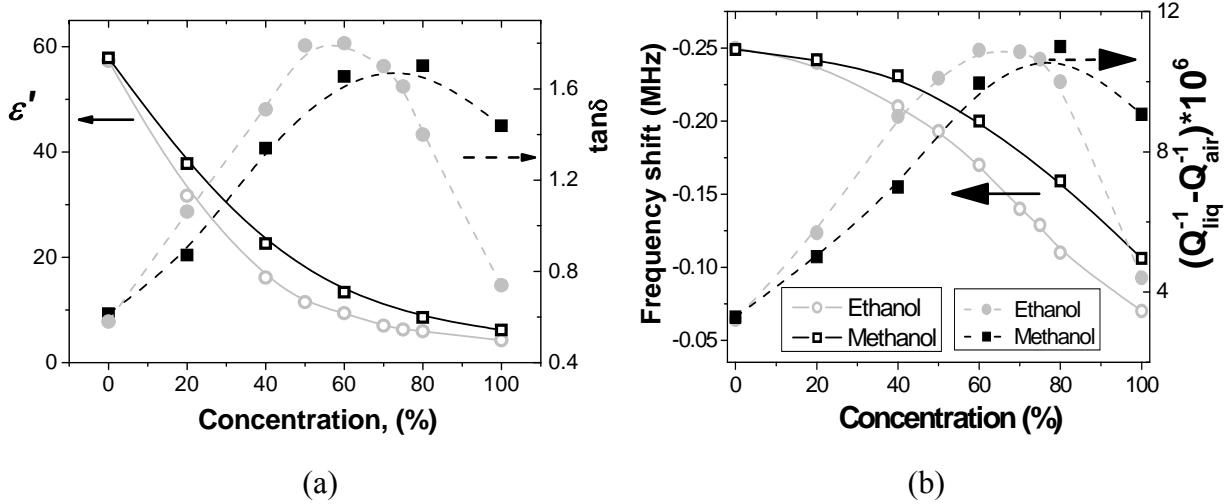 60
40
20
0
ε'
1.6
1.2
0.8
0.4
tanδ
0 20 40 60 80 100
Concentration, (%)
(a)
-0.25
-0.20
-0.15
-0.10
-0.05
Frequency shift (MHz)
12
8
4
(Q⁻¹liq-Q⁻¹air)*10⁶
Ethanol
Methanol
Ethanol
Methanol
0 20 40 60 80 100
Concentration (%)
(b)